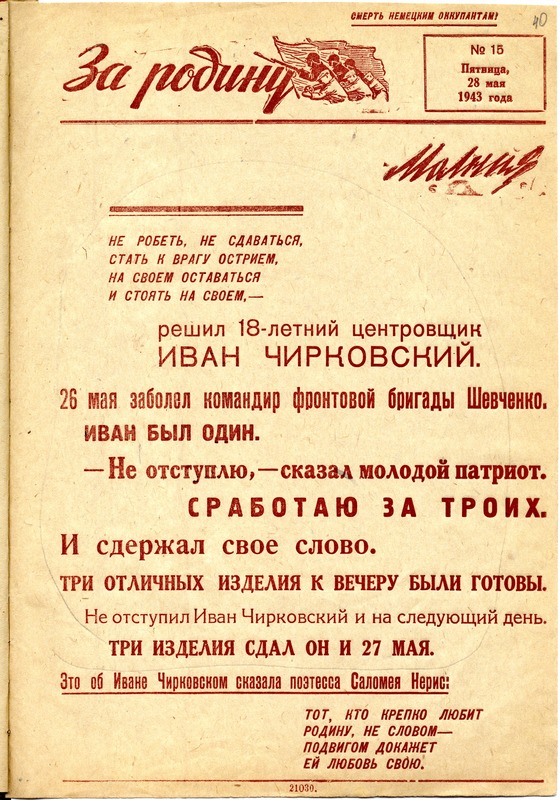 СМЕРТЬ НЕМЕЦКИМ ОККУПАНТАМ!
40
За родину
№ 15
Пятница,
28 мая
1943 года
Молния
НЕ РОБЕТЬ, НЕ СДАВАТЬСЯ,
СТАТЬ К ВРАГУ ОСТРИЕМ,
НА СВОЕМ ОСТАВАТЬСЯ
И СТОЯТЬ НА СВОЕМ,—
решил 18-летний центровщик
ИВАН ЧИРКОВСКИЙ.
26 мая заболел командир фронтовой бригады Шевченко.
ИВАН БЫЛ ОДИН.
—Не отступлю,—сказал молодой патриот.
СРАБОТАЮ ЗА ТРОИХ.
И сдержал свое слово.
ТРИ ОТЛИЧНЫХ ИЗДЕЛИЯ К ВЕЧЕРУ БЫЛИ ГОТОВЫ.
Не отступил Иван Чирковский и на следующий день.
ТРИ ИЗДЕЛИЯ СДАЛ ОН И 27 МАЯ.
Это об Иване Чирковском сказала поэтесса Саломея Нерис:
ТОТ, КТО КРЕПКО ЛЮБИТ
РОДИНУ, НЕ СЛОВОМ—
ПОДВИГОМ ДОКАЖЕТ
ЕЙ ЛЮБОВЬ СВОЮ.
21030.